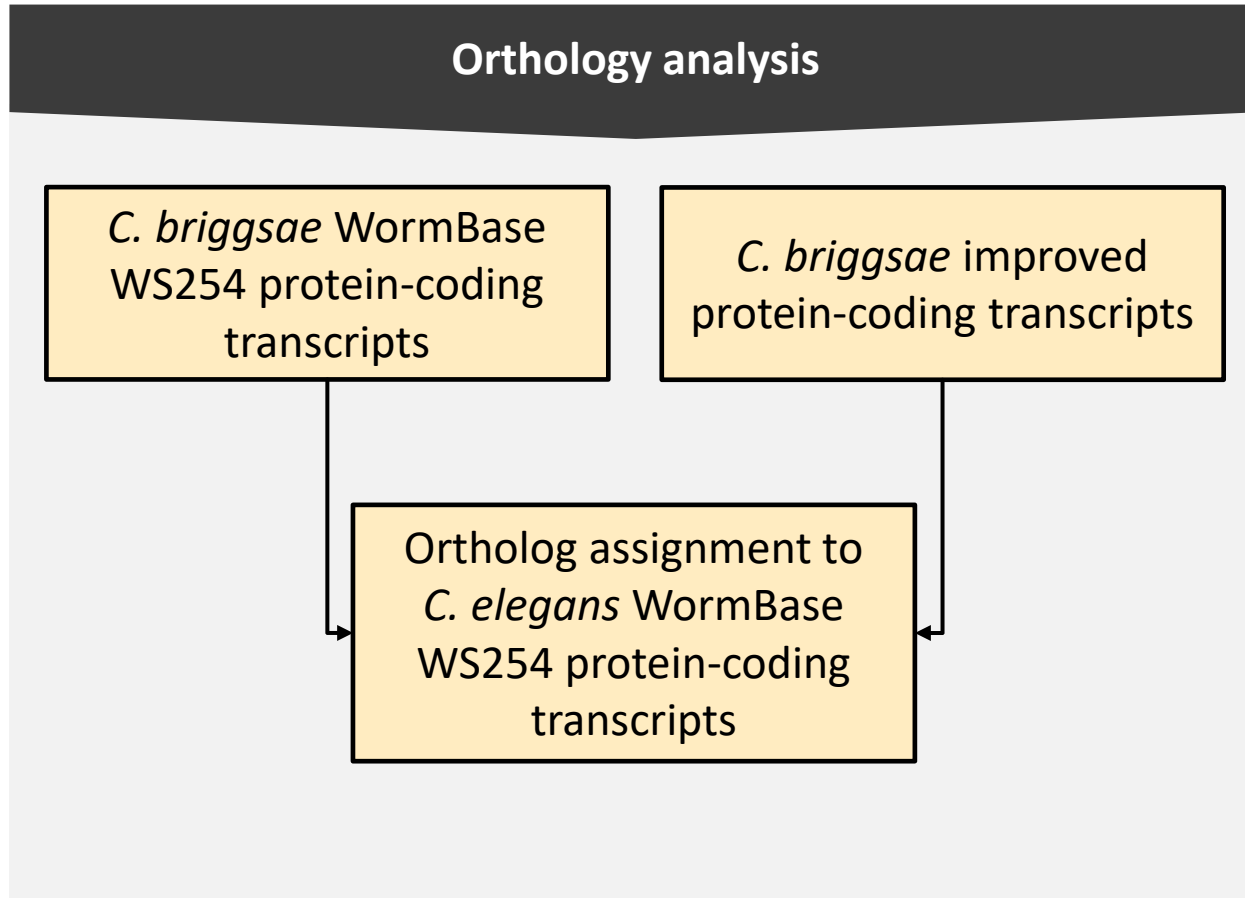 Orthology analysis
C. briggsae WormBase
WS254 protein-coding
transcripts
C. briggsae improved
protein-coding transcripts
Ortholog assignment to
C. elegans WormBase
WS254 protein-coding
transcripts